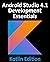 Android Studio 4.1
Development
Essentials
Kotlin Edition